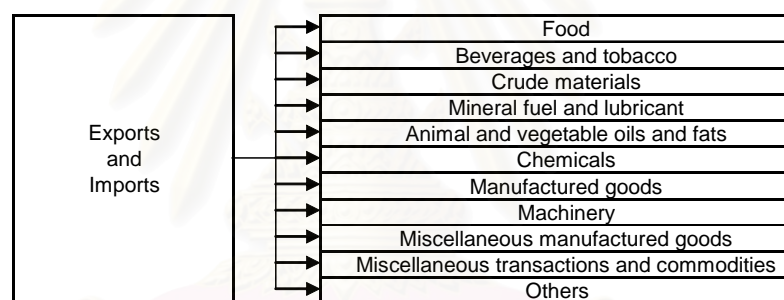 Exports
and
Imports
Food
Beverages and tobacco
Crude materials
Mineral fuel and lubricant
Animal and vegetable oils and fats
Chemicals
Manufactured goods
Machinery
Miscellaneous manufactured goods
Miscellaneous transactions and commodities
Others